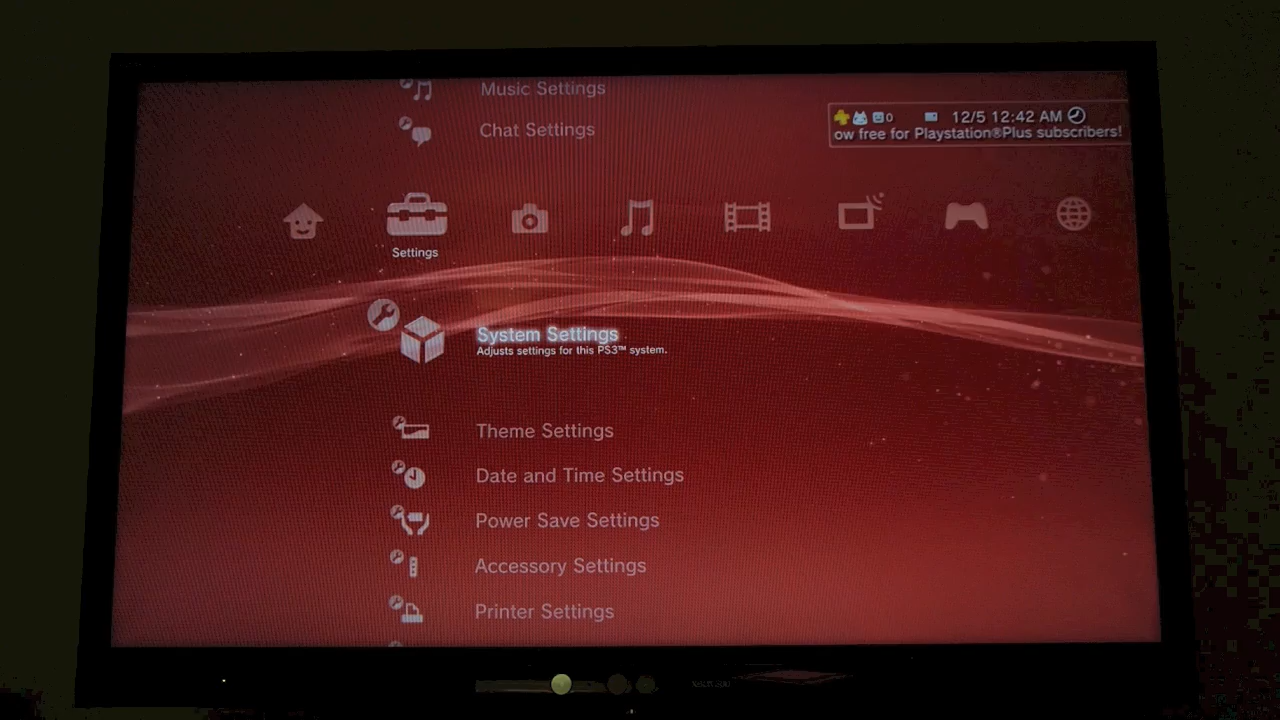 Music Settings
Chat Settings
0 12/5 12:42 AM
ow free for Playstation®Plus subscribers!
Settings
System Settings
Adjusts settings for this PS3™ system.
Theme Settings
Date and Time Settings
Power Save Settings
Accessory Settings
Printer Settings